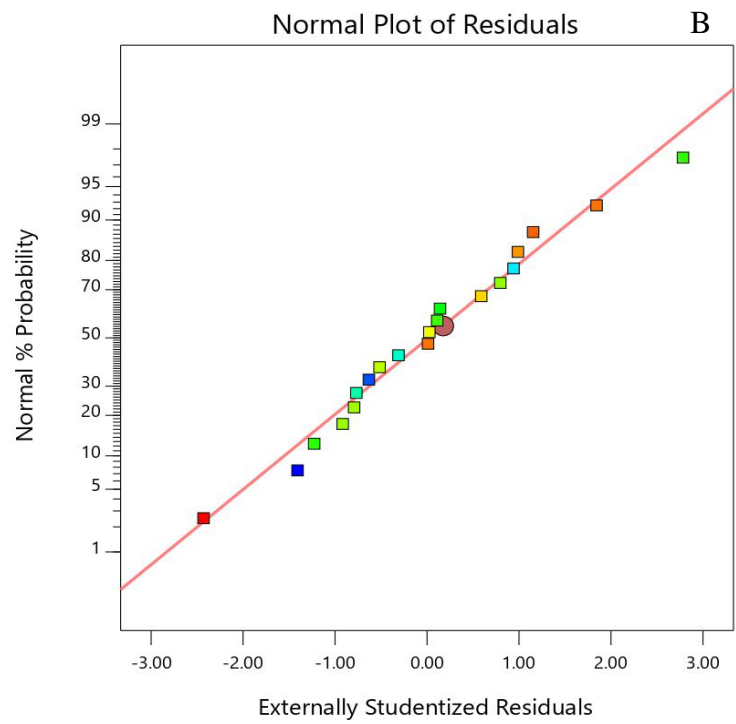 Normal Plot of Residuals
B
Normal % Probability
99
95
90
80
70
50
30
20
10
5
1
-3.00 -2.00 -1.00 0.00 1.00 2.00 3.00
Externally Studentized Residuals